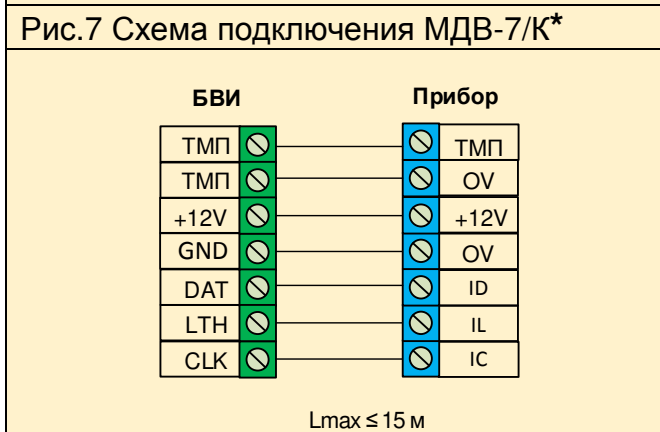 Рис.7 Схема подключения МДВ-7/К*
БВИ Прибор
ТМП ТМП
ТМП OV
+12V +12V
GND OV
DAT ID
LTH IL
CLK IC
Lmax ≤ 15 м